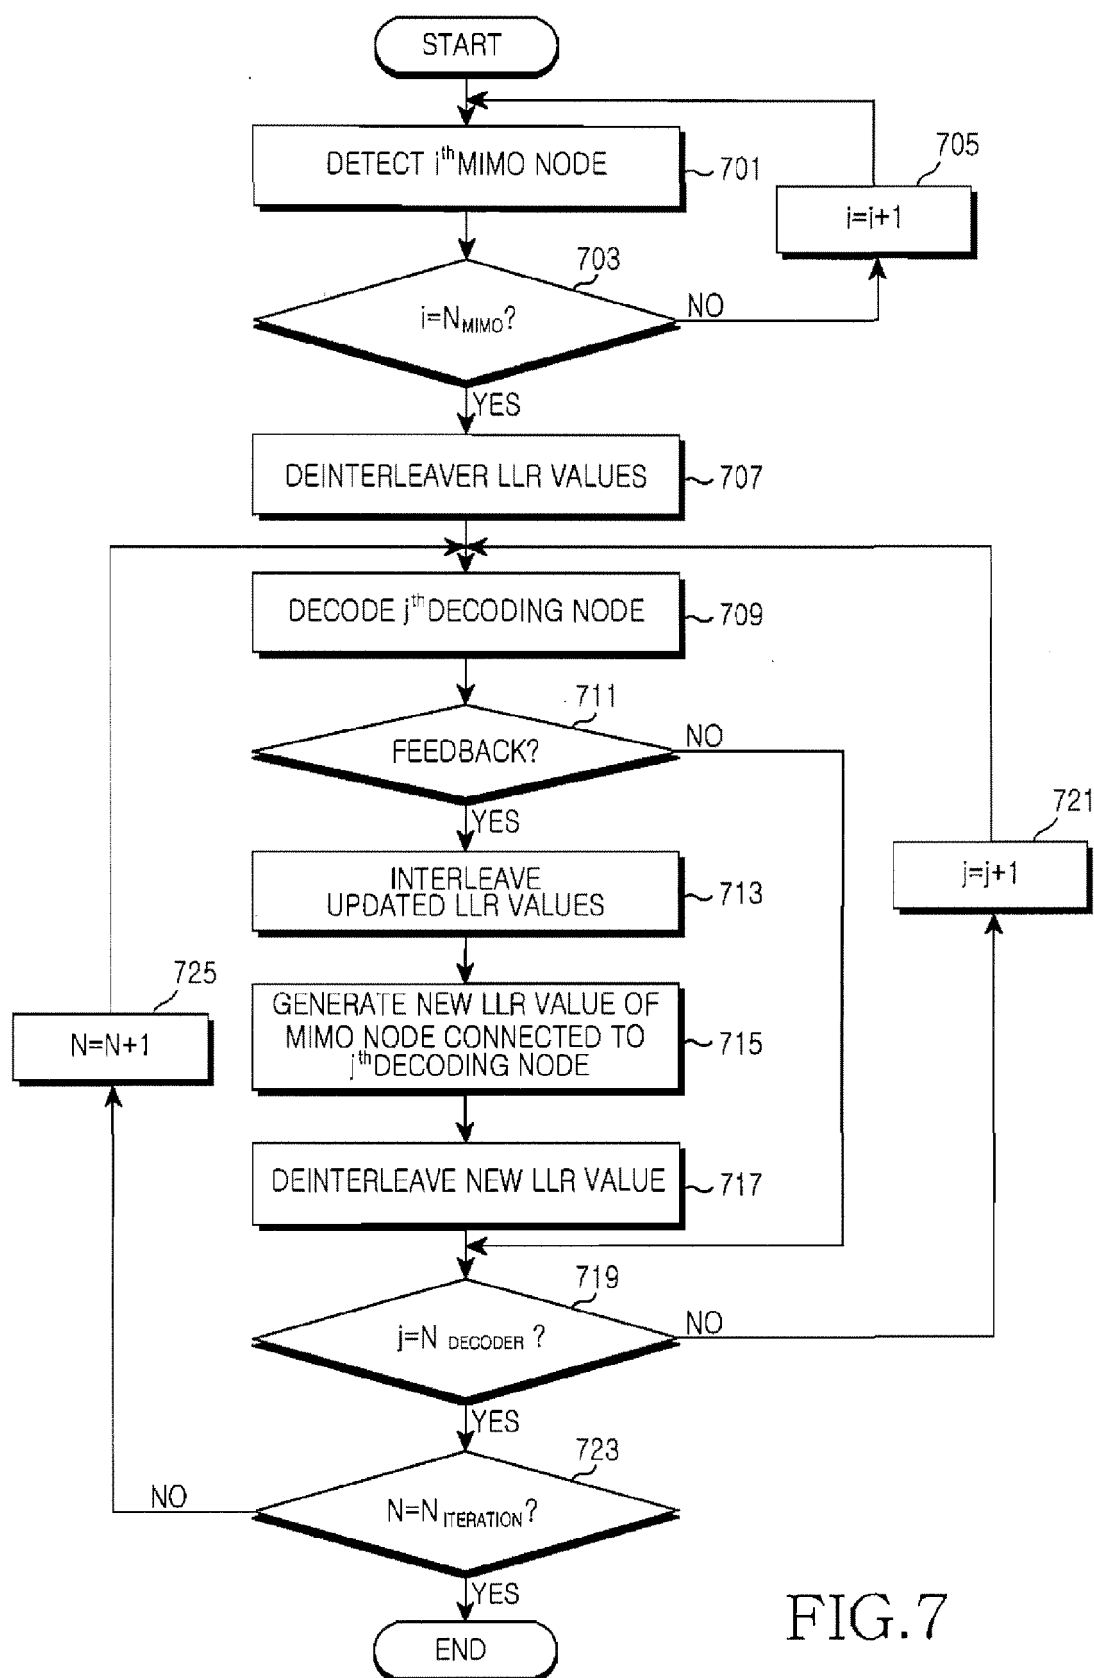 START
DETECT i^th MIMO NODE
701
705
i=i+1
703
i=N_MIMO?
NO
YES
DEINTERLEAVER LLR VALUES
707
DECODE j^th DECODING NODE
709
711
FEEDBACK?
NO
YES
721
j=j+1
INTERLEAVE
UPDATED LLR VALUES
713
725
N=N+1
GENERATE NEW LLR VALUE OF
MIMO NODE CONNECTED TO
j^th DECODING NODE
715
DEINTERLEAVE NEW LLR VALUE
717
719
j=N DECODER ?
NO
YES
723
N=N ITERATION?
NO
YES
END
FIG.7